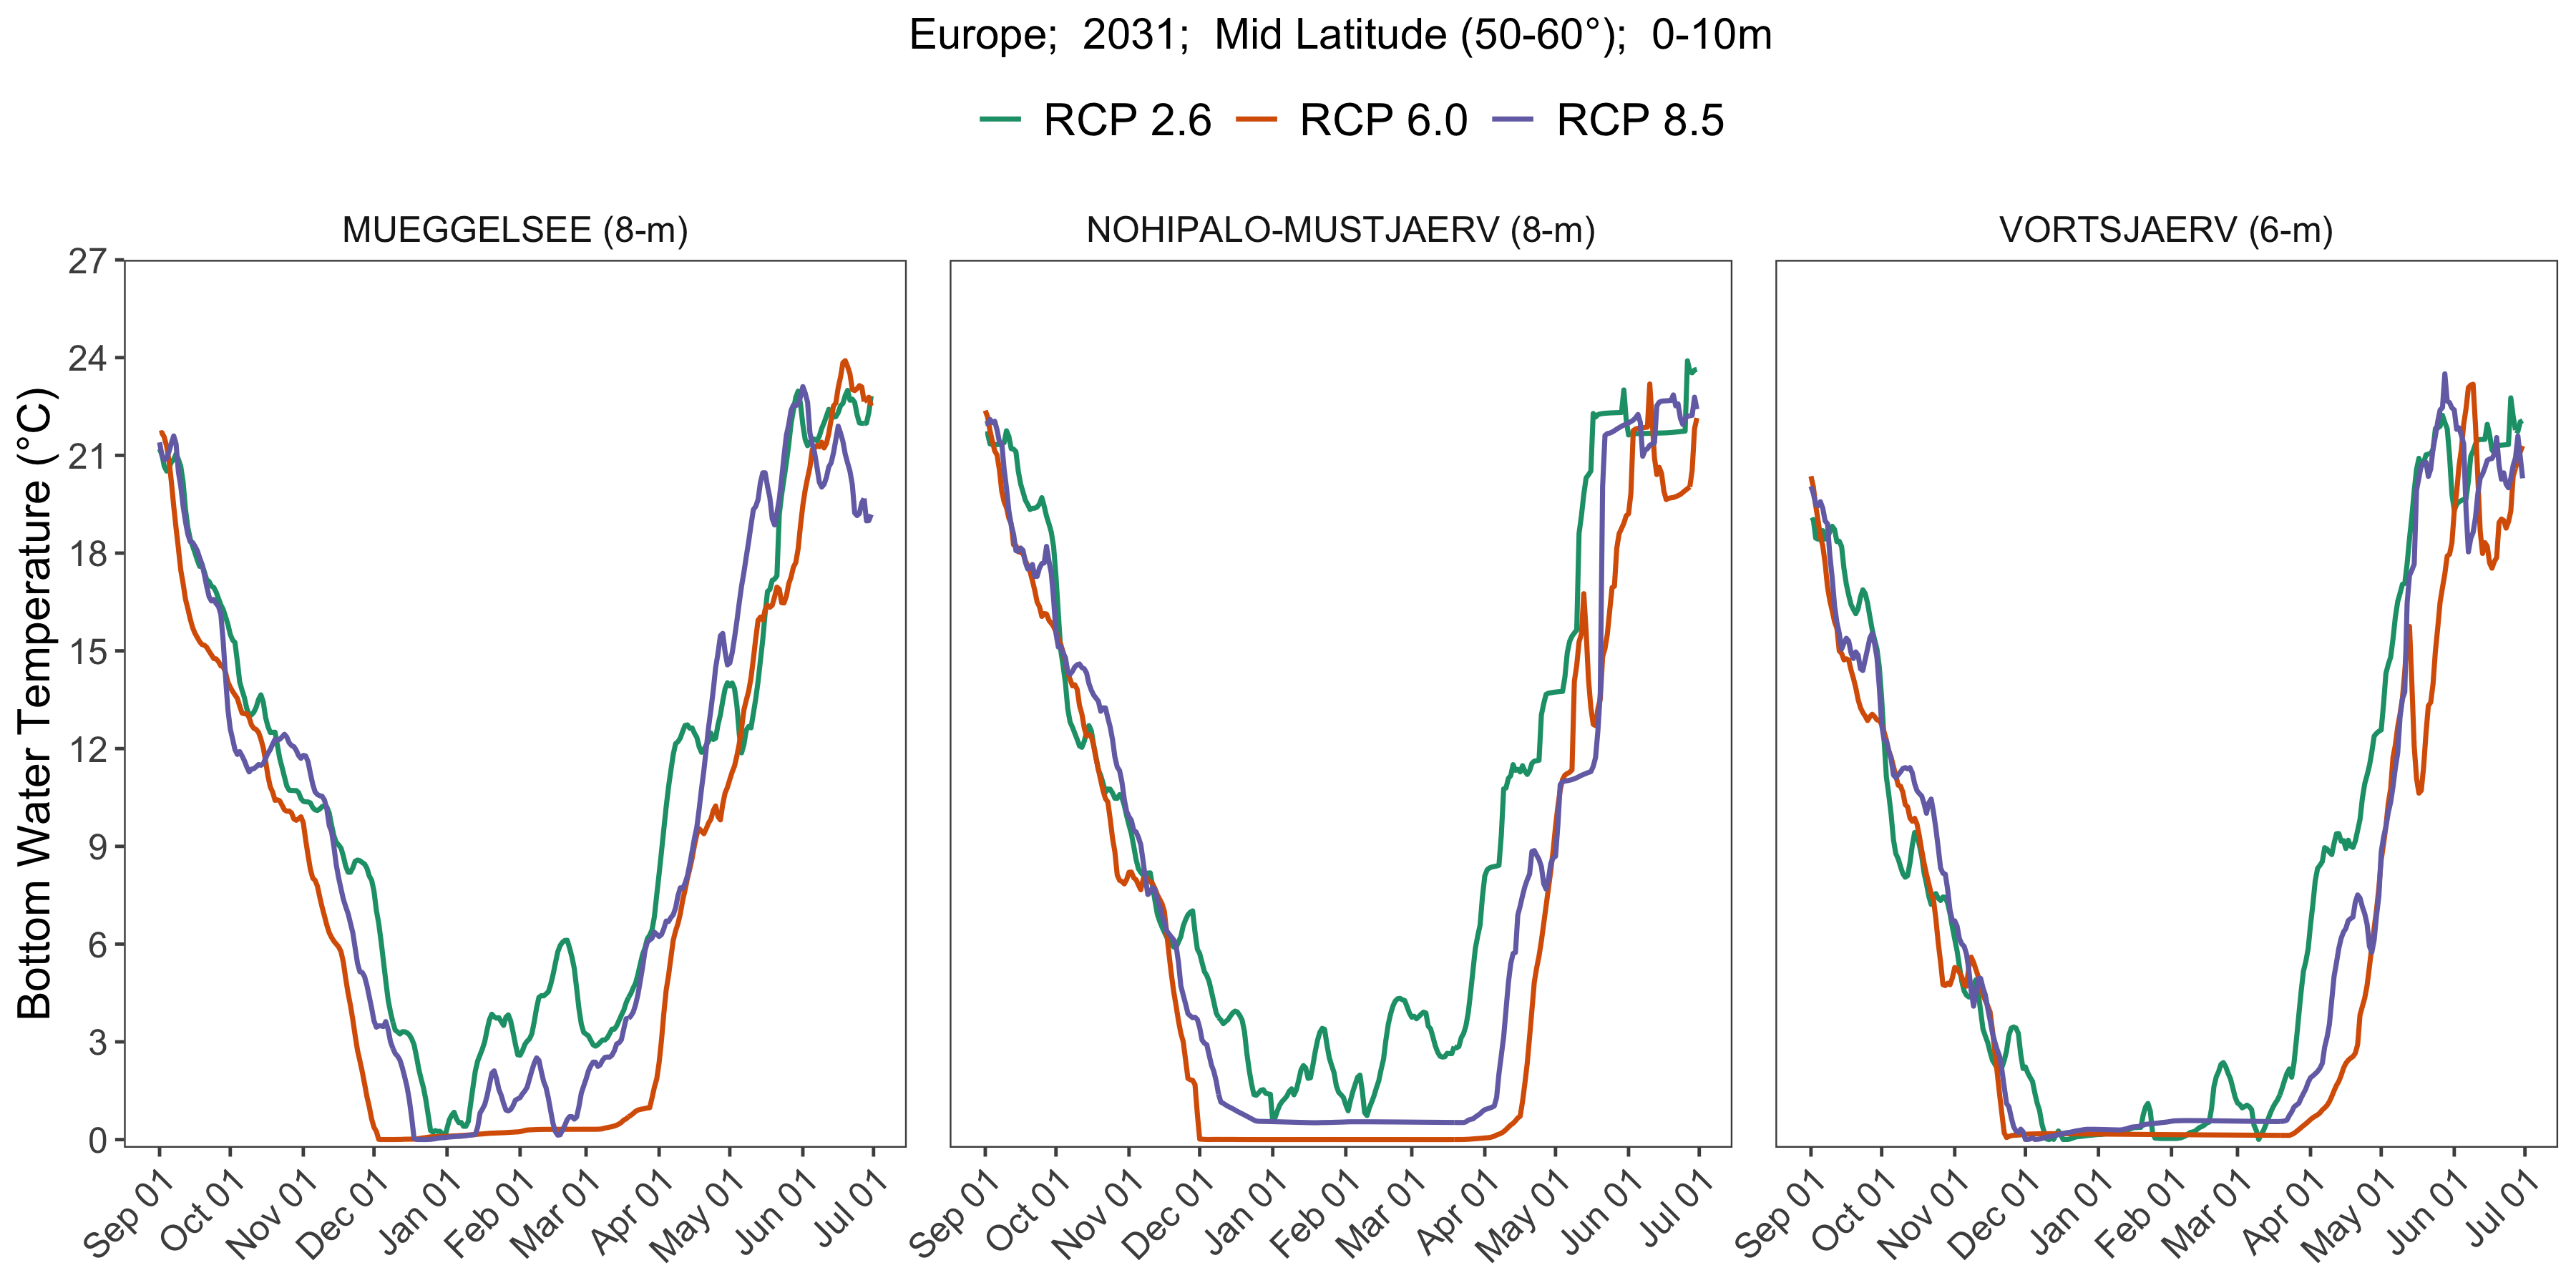 Europe;  2031;  Mid Latitude (50-60°);  0-10m
RCP 2.6 RCP 6.0 RCP 8.5
MUEGGELSEE (8-m) NOHIPALO-MUSTJAERV (8-m) VORTSJAERV (6-m)
Bottom Water Temperature (°C)
27
24
21
18
15
12
9
6
3
0
Sep 01 Oct 01 Nov 01 Dec 01 Jan 01 Feb 01 Mar 01 Apr 01 May 01 Jun 01 Jul 01 Sep 01 Oct 01 Nov 01 Dec 01 Jan 01 Feb 01 Mar 01 Apr 01 May 01 Jun 01 Jul 01 Sep 01 Oct 01 Nov 01 Dec 01 Jan 01 Feb 01 Mar 01 Apr 01 May 01 Jun 01 Jul 01